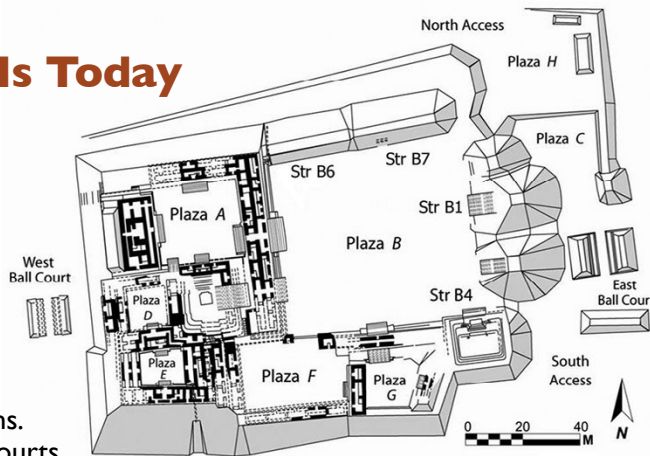 ls Today
North Access
Plaza H
Plaza C
Str B6
Str B7
Str B1
Plaza A
Plaza B
West
Ball Court
Plaza
D
Str B4
East
Ball Cour
Plaza
E
Plaza F
Plaza
G
South
Access
N
0 20 40
M
ns.
ourts